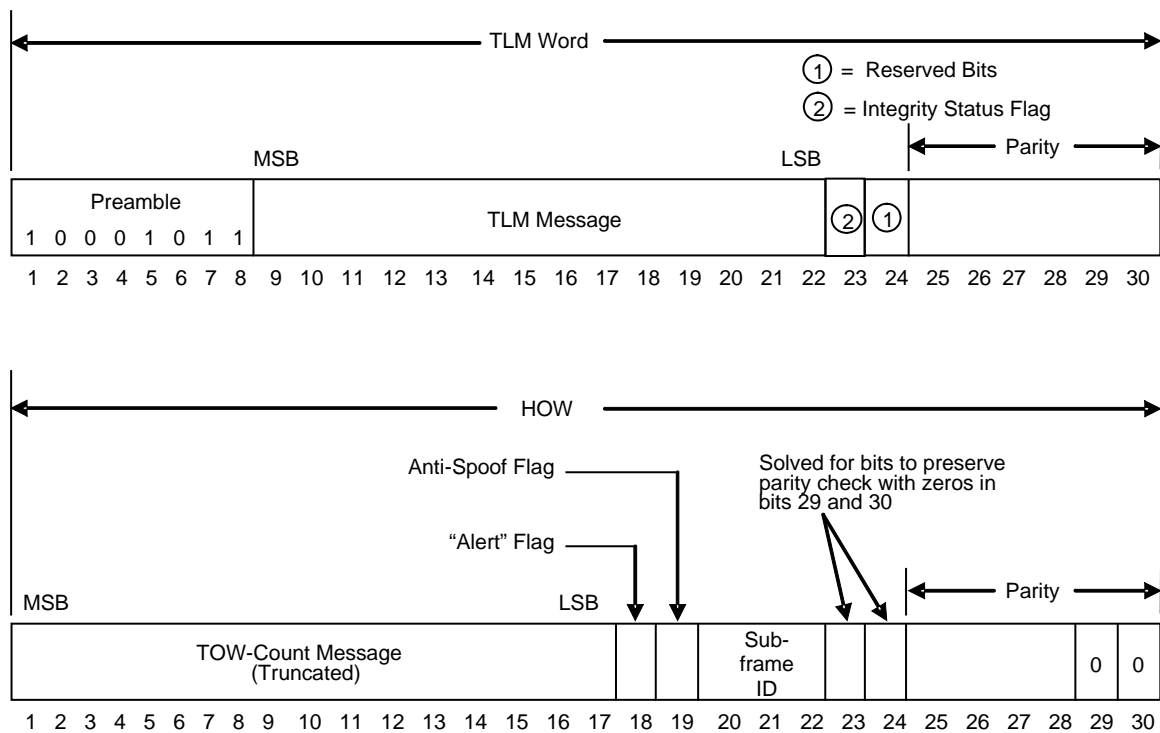 TLM Word
① = Reserved Bits
② = Integrity Status Flag
Parity
MSB
LSB
Preamble
1 0 0 0 1 0 1 1
TLM Message
② ①
1 2 3 4 5 6 7 8 9 10 11 12 13 14 15 16 17 18 19 20 21 22 23 24 25 26 27 28 29 30
HOW
Anti-Spoof Flag
Solved for bits to preserve
parity check with zeros in
bits 29 and 30
“Alert” Flag
Parity
MSB
LSB
TOW-Count Message
(Truncated)
Sub-
frame
ID
0 0
1 2 3 4 5 6 7 8 9 10 11 12 13 14 15 16 17 18 19 20 21 22 23 24 25 26 27 28 29 30